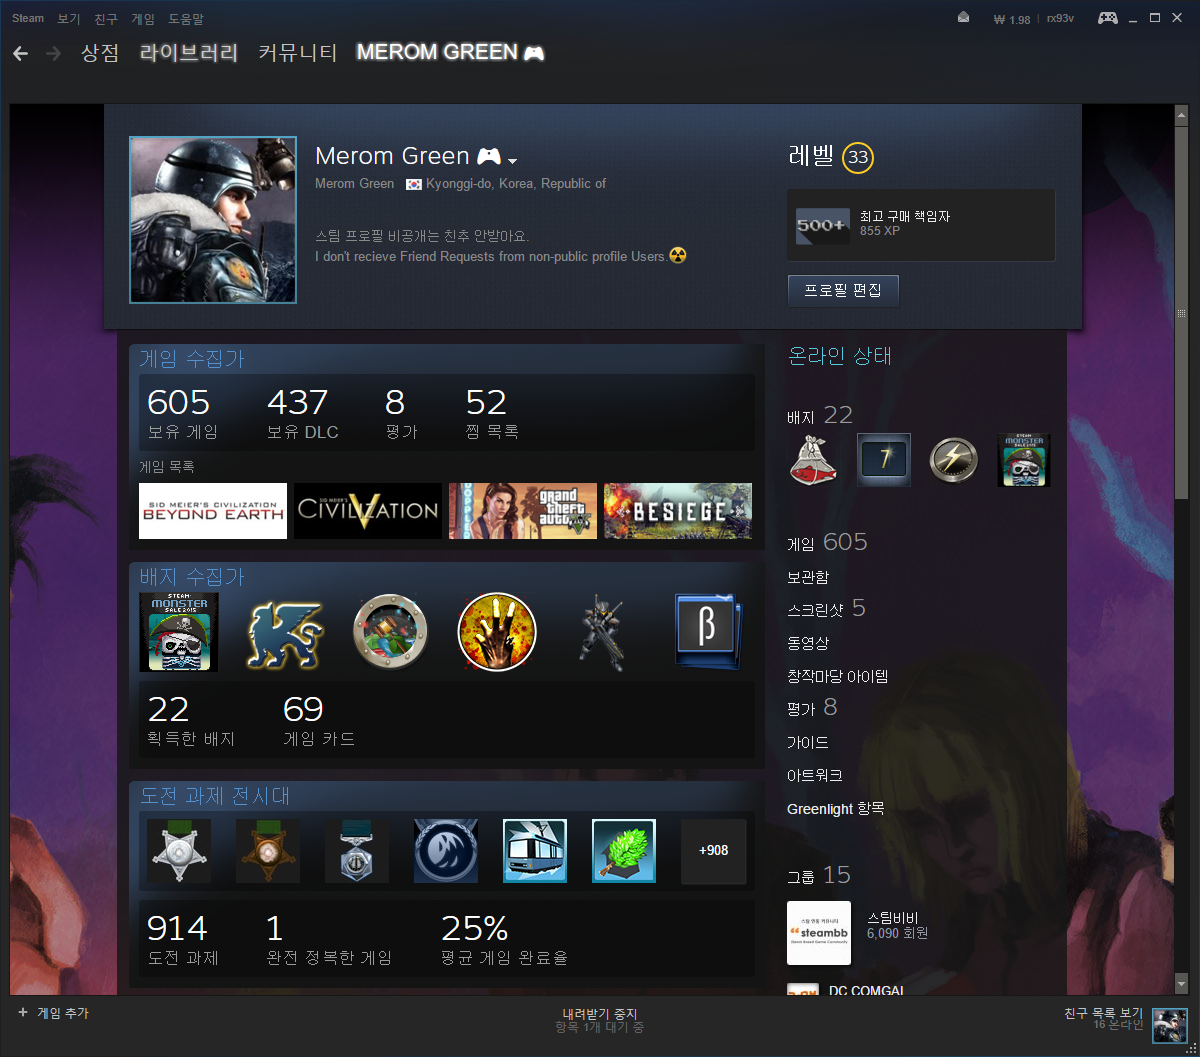 Steam 보기 친구 게임 도움말
₩ 1.98 rx93v
상점 라이브러리 커뮤니티 MEROM GREEN
Merom Green
Merom Green Kyonggi-do, Korea, Republic of
스팀 프로필 비공개는 친추 안받아요.
I don't recieve Friend Requests from non-public profile Users.
레벨 33
500+
최고 구매 책임자
855 XP
프로필 편집
게임 수집가
605 437 8 52
보유 게임 보유 DLC 평가 찜 목록
게임 목록
SID MEIER'S CIVILIZATION
BEYOND EARTH
SID MEIER'S
CIVILIZATION
V
grand
theft
auto
BESIEGE
배지 수집가
STEAM
MONSTER
SALE 2015
β
22 69
획득한 배지 게임 카드
도전 과제 전시대
+908
914 1 25%
도전 과제 완전 정복한 게임 평균 게임 완료율
온라인 상태
배지 22
7
STEAM
MONSTER
SALE 2015
게임 605
보관함
스크린샷 5
동영상
창작마당 아이템
평가 8
가이드
아트워크
Greenlight 항목
그룹 15
스팀 연동 커뮤니티
steambb
Steam Based Game Community
스팀비비
6,090 회원
DC COMGAL
+ 게임 추가
내려받기 중지
항목 1개 대기 중
친구 목록 보기
16 온라인